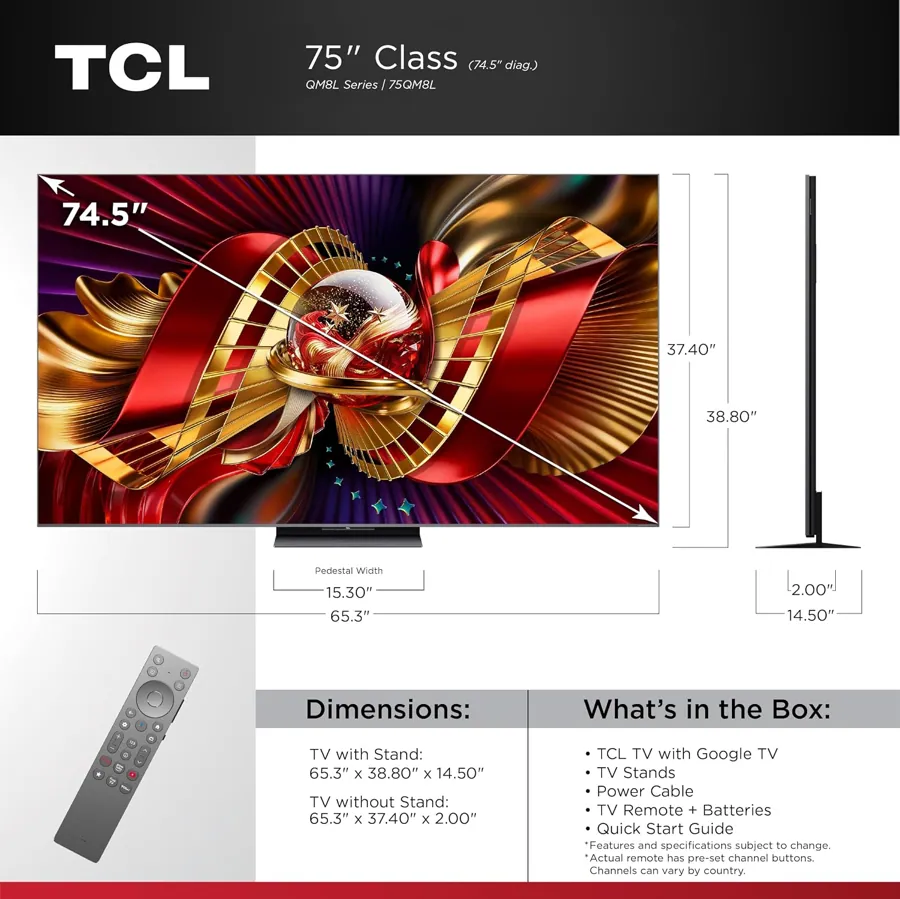 TCL
75" Class (74.5" diag.)
QM8L Series | 75QM8L
74.5"
37.40"
38.80"
Pedestal Width
15.30"
65.3"
2.00"
14.50"
Dimensions:
TV with Stand:
65.3" x 38.80" x 14.50"
TV without Stand:
65.3" x 37.40" x 2.00"
What's in the Box:
• TCL TV with Google TV
• TV Stands
• Power Cable
• TV Remote + Batteries
• Quick Start Guide
*Features and specifications subject to change.
*Actual remote has pre-set channel buttons.
Channels can vary by country.